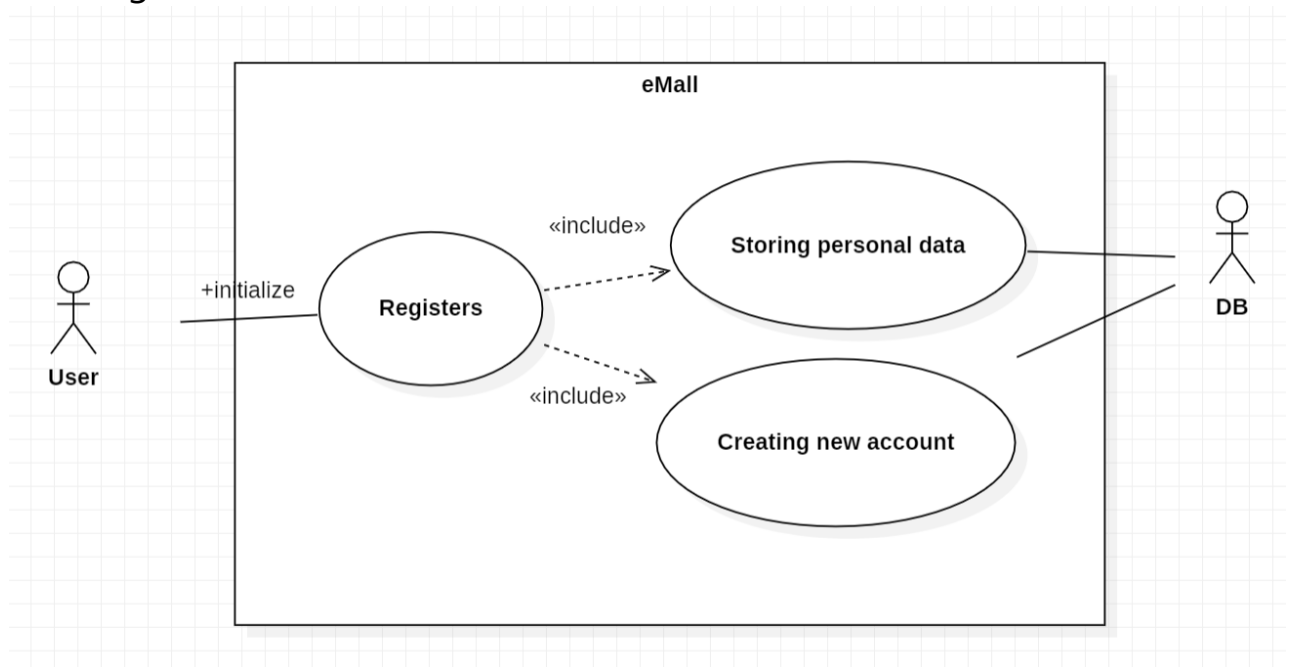 eMall
«include»
Storing personal data
+initialize
Registers
DB
User
«include»
Creating new account